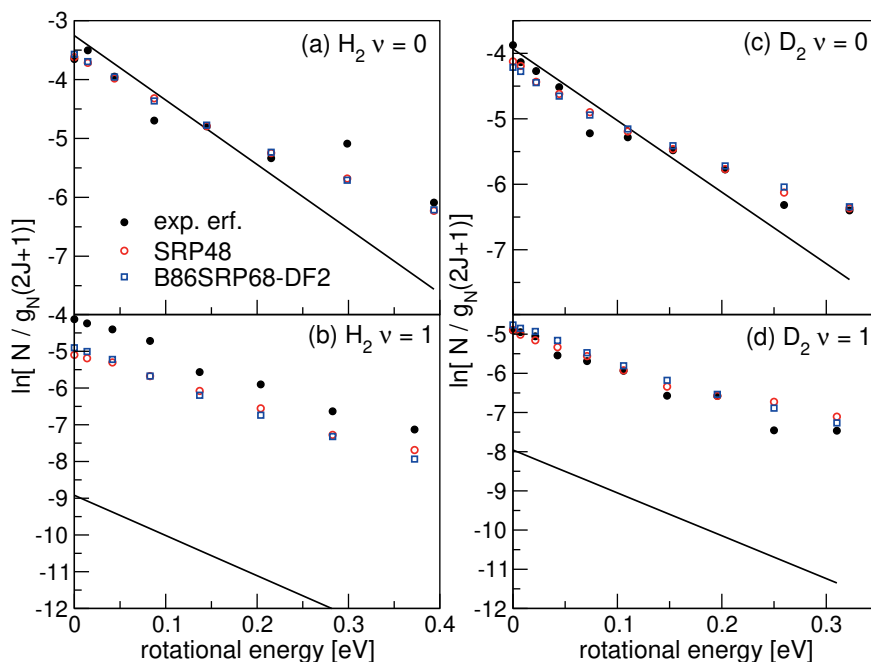 -3
-4
-5
-6
-7
ln[ N / g_N(2J+1)]
(a) H₂ ν = 0
exp. erf.
SRP48
B86SRP68-DF2
-4
-5
-6
-7
-8
-9
-10
-11
-12
(b) H₂ ν = 1
0 0.1 0.2 0.3 0.4
rotational energy [eV]
-4
-5
-6
-7
ln[ N / g_N(2J+1)]
(c) D₂ ν = 0
-5
-6
-7
-8
-9
-10
-11
-12
(d) D₂ ν = 1
0 0.1 0.2 0.3
rotational energy [eV]